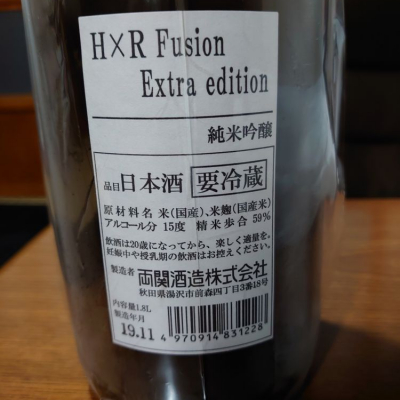 H×R Fusion
Extra edition
純米吟醸
品目 日本酒 要冷蔵
原材料名 米(国産)、米麹(国産米)
アルコール分 15度 精米歩合 59%
飲酒は20歳になってから、楽しく適量を。
妊娠中や授乳期の飲酒はお控えください。
製造者 両関酒造株式会社
秋田県湯沢市前森四丁目3番18号
内容量1.8L
製造年月
19.11
4 970914 831228